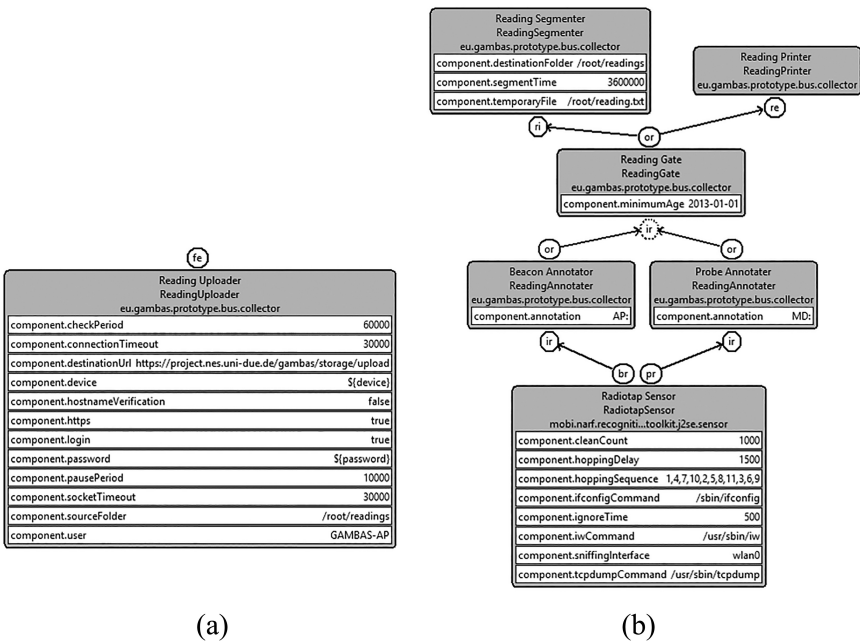 fe
Reading Uploader
ReadingUploader
eu.gambas.prototype.bus.collector
component.checkPeriod 60000
component.connectionTimeout 30000
component.destinationUrl https://project.nes.uni-due.de/gambas/storage/upload
component.device ${device}
component.hostnameVerification false
component.https true
component.login true
component.password ${password}
component.pausePeriod 10000
component.socketTimeout 30000
component.sourceFolder /root/readings
component.user GAMBAS-AP
(a)
Reading Segmenter
ReadingSegmenter
eu.gambas.prototype.bus.collector
component.destinationFolder /root/readings
component.segmentTime 3600000
component.temporaryFile /root/reading.txt
Reading Printer
ReadingPrinter
eu.gambas.prototype.bus.collector
ri
re
or
Reading Gate
ReadingGate
eu.gambas.prototype.bus.collector
component.minimumAge 2013-01-01
ir
or
or
Beacon Annotator
ReadingAnnotater
eu.gambas.prototype.bus.collector
component.annotation AP:
Probe Annotater
ReadingAnnotater
eu.gambas.prototype.bus.collector
component.annotation MD:
ir
ir
br
pr
Radiotap Sensor
RadiotapSensor
mobi.narf.recogniti...toolkit.j2se.sensor
component.cleanCount 1000
component.hoppingDelay 1500
component.hoppingSequence 1,4,7,10,2,5,8,11,3,6,9
component.ifconfigCommand /sbin/ifconfig
component.ignoreTime 500
component.iwCommand /usr/sbin/iw
component.sniffingInterface wlan0
component.tcpdumpCommand /usr/sbin/tcpdump
(b)